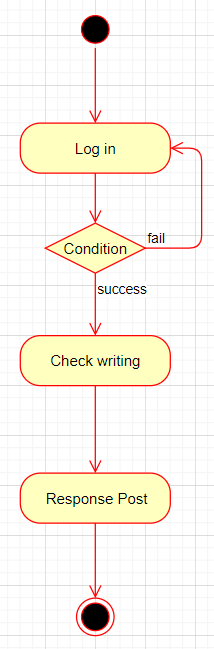 Log in
Condition
fail
success
Check writing
Response Post